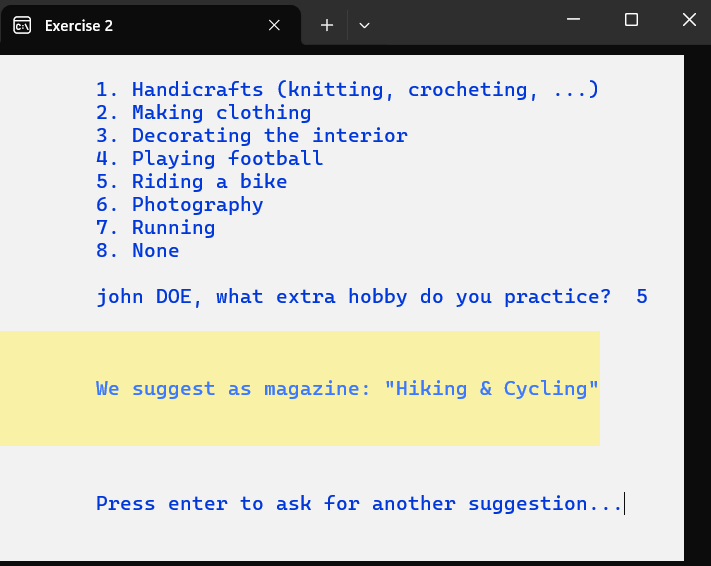 Exercise 2
1. Handicrafts (knitting, crocheting, ...)
2. Making clothing
3. Decorating the interior
4. Playing football
5. Riding a bike
6. Photography
7. Running
8. None
john DOE, what extra hobby do you practice? 5
We suggest as magazine: "Hiking & Cycling"
Press enter to ask for another suggestion...